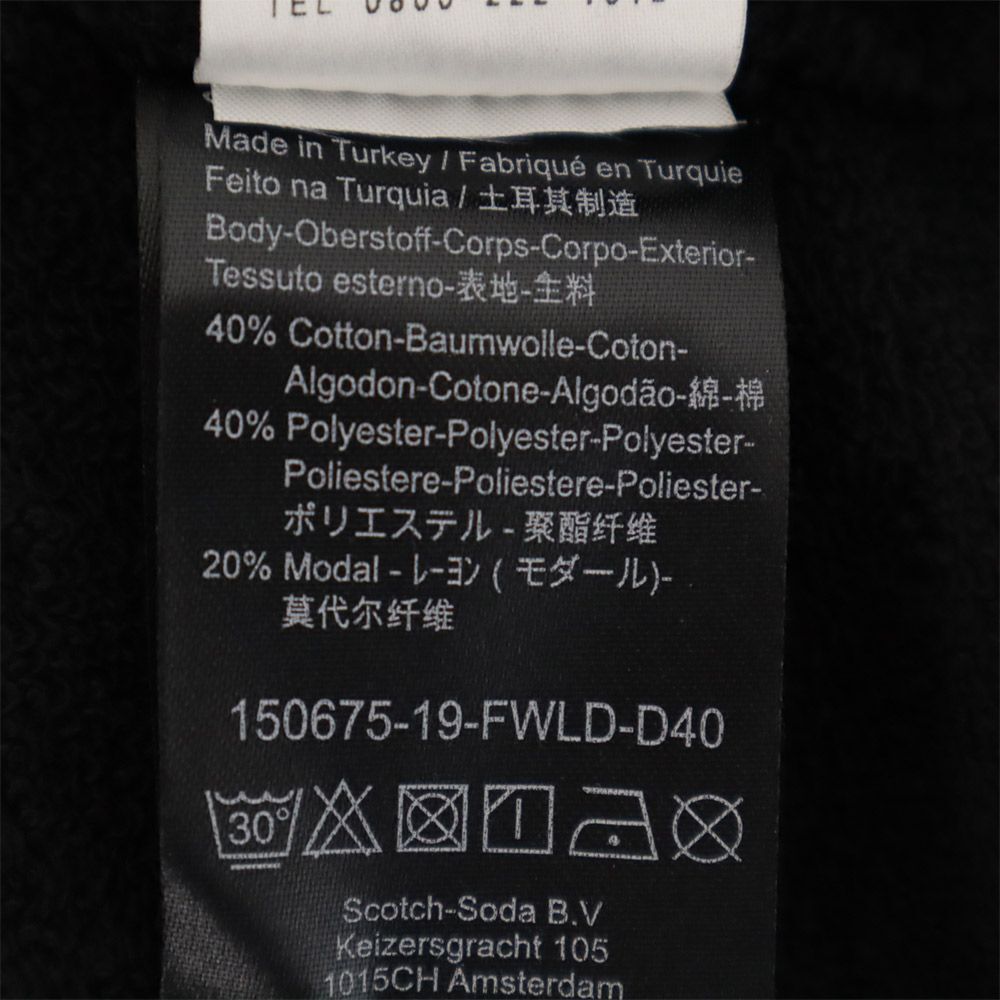 TEL 0800-222-
Made in Turkey / Fabriqué en Turquie
Feito na Turquia / 土耳其制造
Body-Oberstoff-Corps-Corpo-Exterior-
Tessuto esterno-表地-主料
40% Cotton-Baumwolle-Coton-
Algodon-Cotone-Algodão-綿-棉
40% Polyester-Polyester-Polyester-
Poliestere-Poliestere-Poliester-
ポリエステル - 聚酯纤维
20% Modal - レーヨン ( モダール)-
莫代尔纤维
150675-19-FWLD-D40
30°
Scotch-Soda B.V
Keizersgracht 105
1015CH Amsterdam